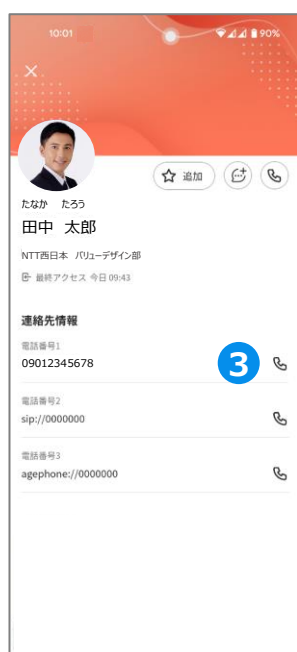 10:01
90%
追加
たなか たろう
田中 太郎
NTT西日本 バリューデザイン部
最終アクセス 今日 09:43
連絡先情報
電話番号1
09012345678
3
電話番号2
sip://0000000
電話番号3
agephone://0000000